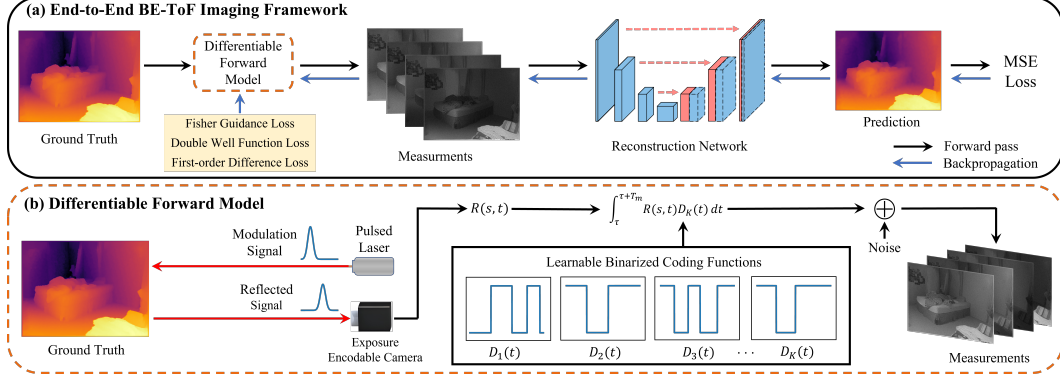 (a) End-to-End BE-ToF Imaging Framework
Ground Truth
Differentiable
Forward
Model
Fisher Guidance Loss
Double Well Function Loss
First-order Difference Loss
Measurments
Reconstruction Network
Prediction
MSE
Loss
Forward pass
Backpropagation
(b) Differentiable Forward Model
Ground Truth
Modulation
Signal
Pulsed
Laser
Reflected
Signal
Exposure
Encodable Camera
R(s, t)
∫_τ^{τ+T_m} R(s, t)D_K(t) dt
Noise
Learnable Binarized Coding Functions
D_1(t) D_2(t) D_3(t) · · · D_K(t)
Measurements